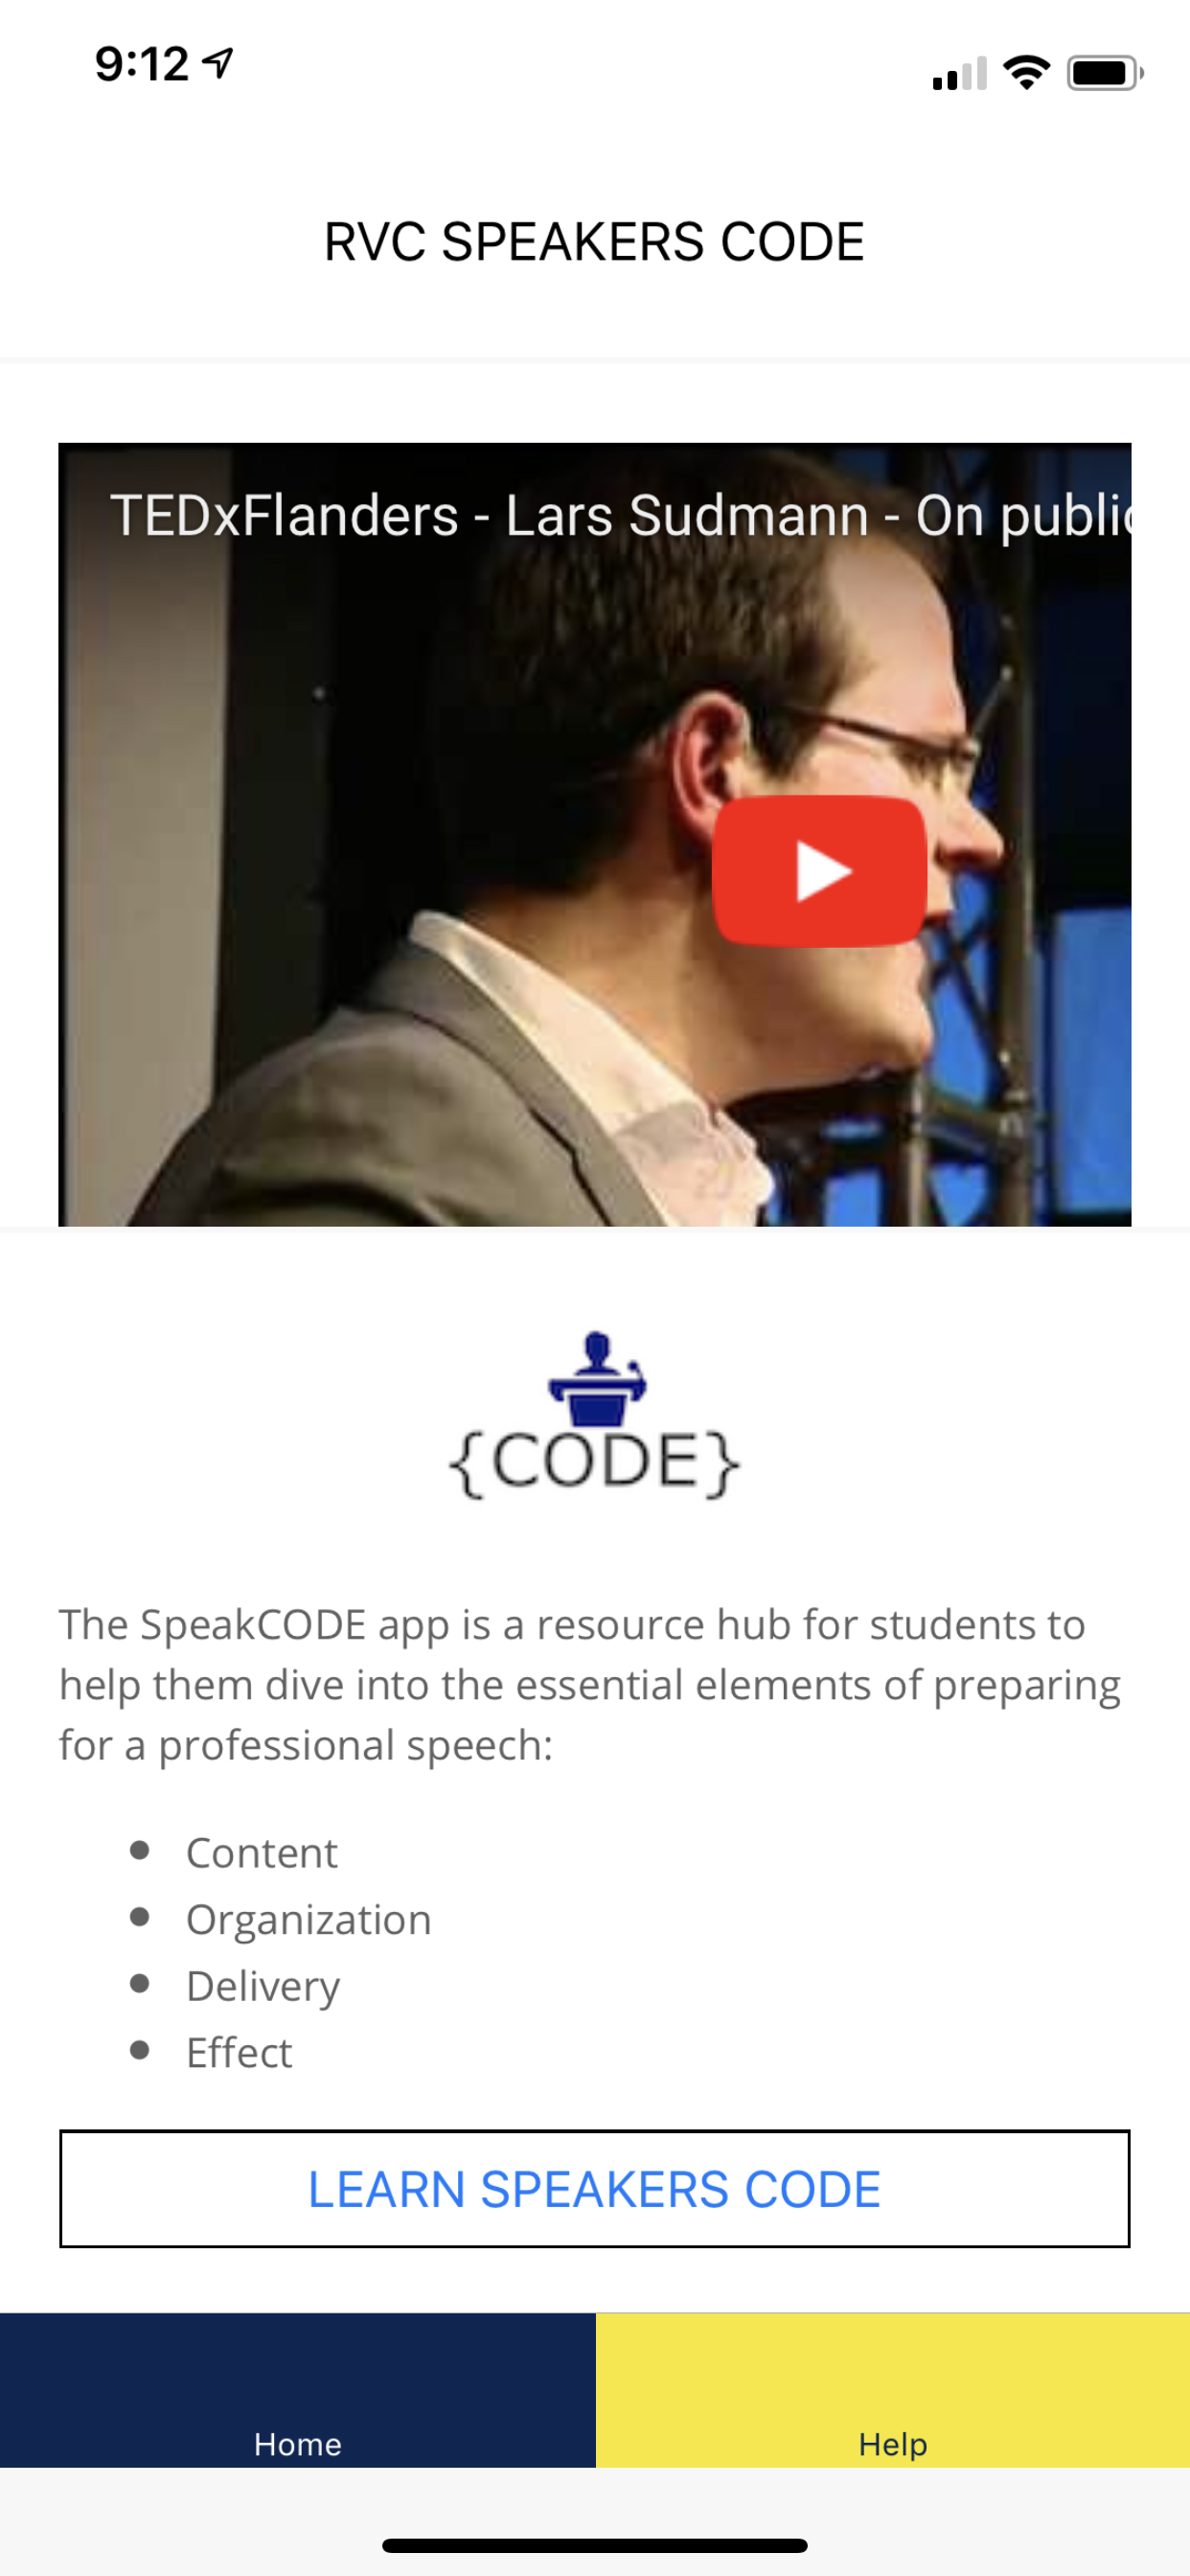 9:12
RVC SPEAKERS CODE
TEDxFlanders - Lars Sudmann - On public
{CODE}
The SpeakCODE app is a resource hub for students to
help them dive into the essential elements of preparing
for a professional speech:
Content
Organization
Delivery
Effect
LEARN SPEAKERS CODE
Home
Help